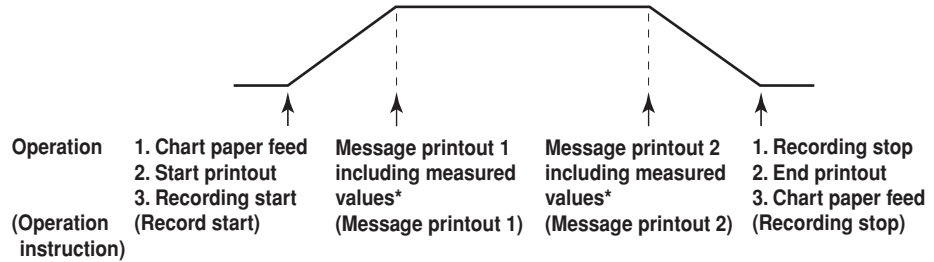 Operation
1. Chart paper feed
2. Start printout
3. Recording start
(Operation instruction)
(Record start)
Message printout 1
including measured
values*
(Message printout 1)
Message printout 2
including measured
values*
(Message printout 2)
1. Recording stop
2. End printout
3. Chart paper feed
(Recording stop)